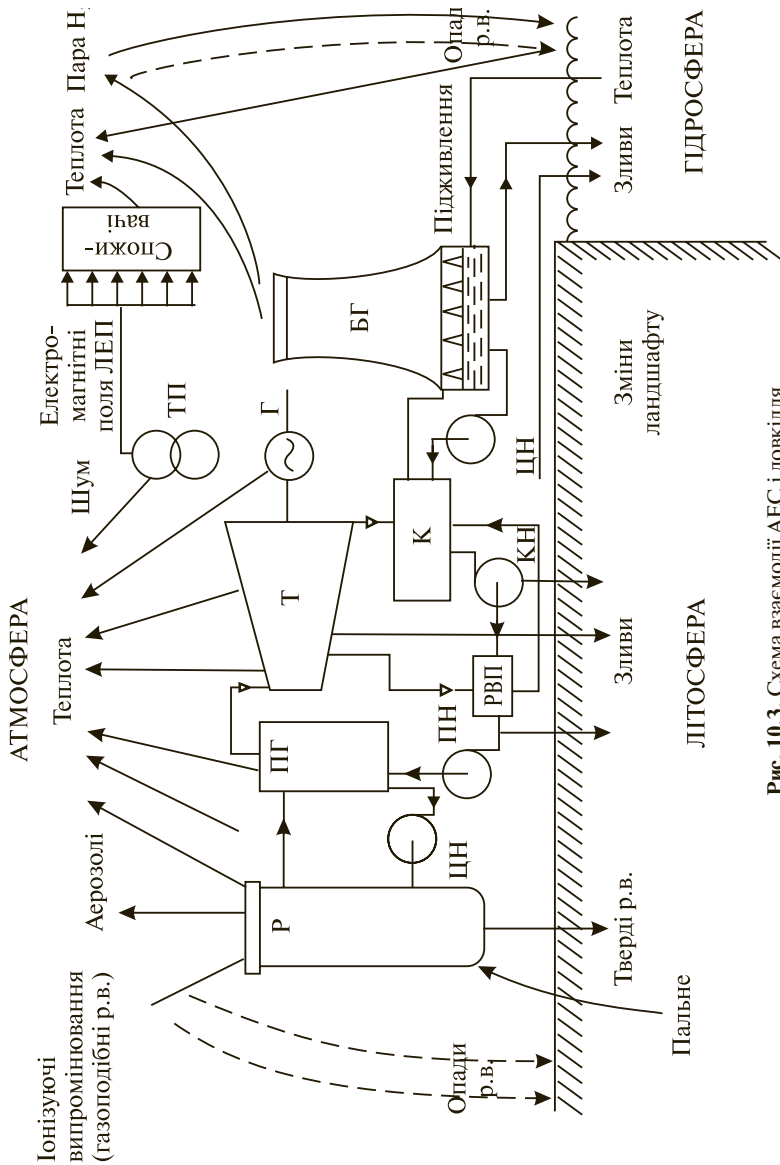 АТМОСФЕРА
Іонізуючі
випромінювання
(газоподібні р.в.)
Аерозолі
Теплота
Шум
Електро-
магнітні
поля ЛЕП
Теплота
Пара Н
Спожи-
вачі
ТП
Г
Т
ПГ
Р
БГ
К
ЦН
ПН
РВП
КН
ЦН
Підживлення
Опад
р.в.
Опади
р.в.
Пальне
Тверді р.в.
Зливи
Зміни
ландшафту
Зливи
Теплота
ЛІТОСФЕРА
ГІДРОСФЕРА
Рис. 10.3. Схема взаємодії АЕС і довкілля